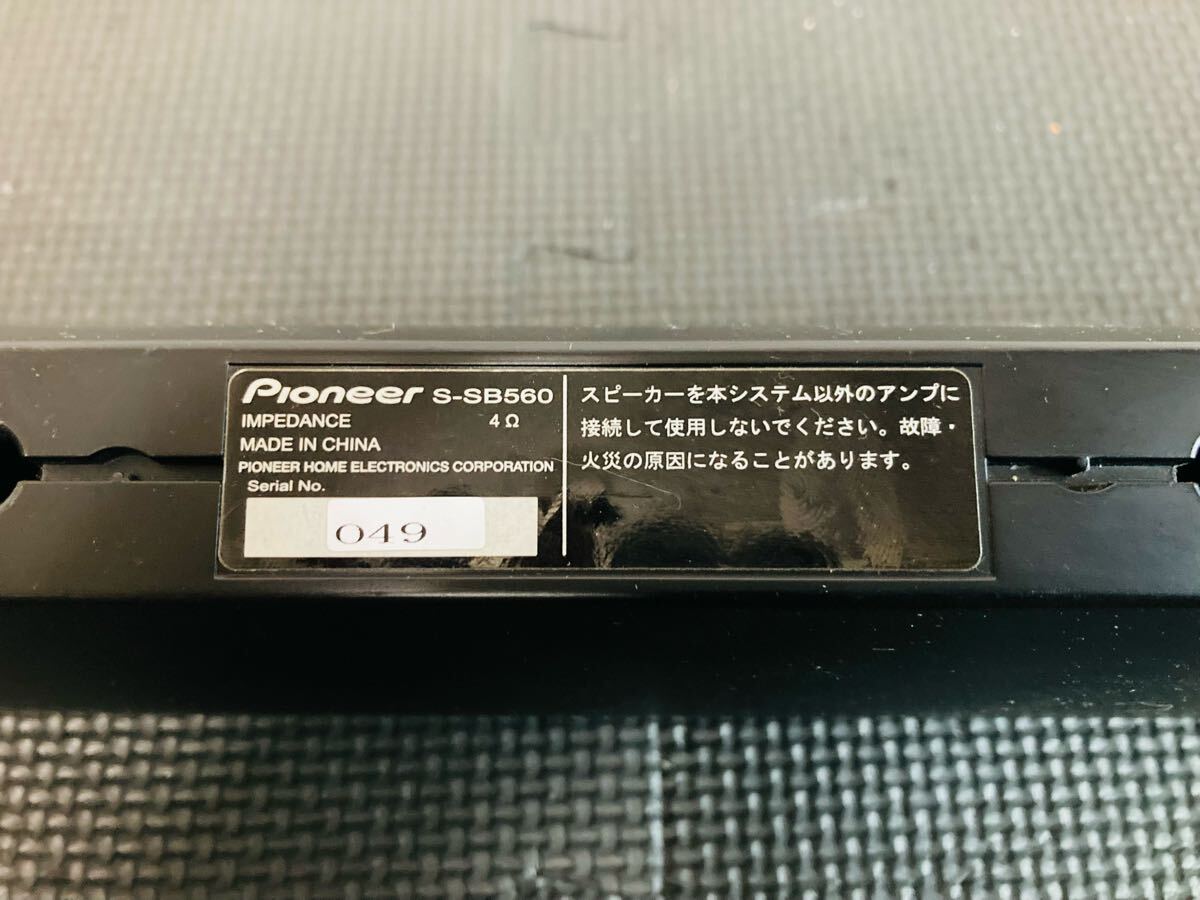 Pioneer S-SB560
IMPEDANCE 4Ω
MADE IN CHINA
PIONEER HOME ELECTRONICS CORPORATION
Serial No.
049
スピーカーを本システム以外のアンプに
接続して使用しないでください。故障・
火災の原因になることがあります。